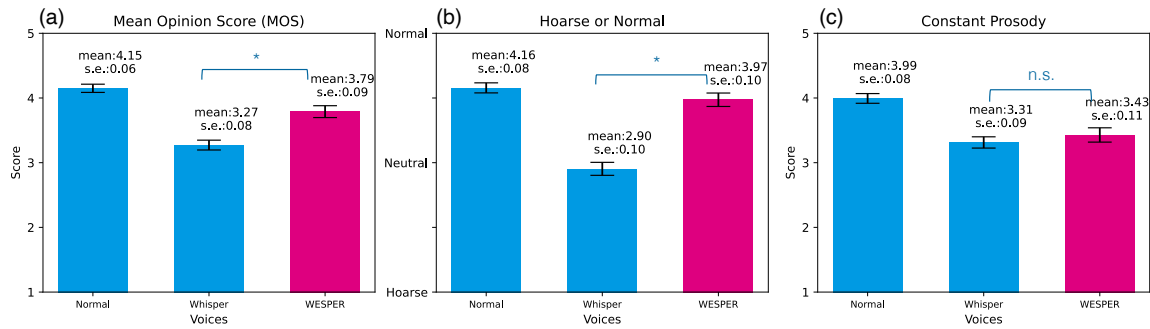 (a) Mean Opinion Score (MOS)
5
4
3
2
1
Score
mean:4.15
s.e.:0.06
mean:3.27
s.e.:0.08
*
mean:3.79
s.e.:0.09
Normal
Whisper
WESPER
Voices
(b) Hoarse or Normal
Normal
Neutral
Hoarse
mean:4.16
s.e.:0.08
mean:2.90
s.e.:0.10
*
mean:3.97
s.e.:0.10
Normal
Whisper
WESPER
Voices
(c) Constant Prosody
5
4
3
2
1
Score
mean:3.99
s.e.:0.08
mean:3.31
s.e.:0.09
n.s.
mean:3.43
s.e.:0.11
Normal
Whisper
WESPER
Voices